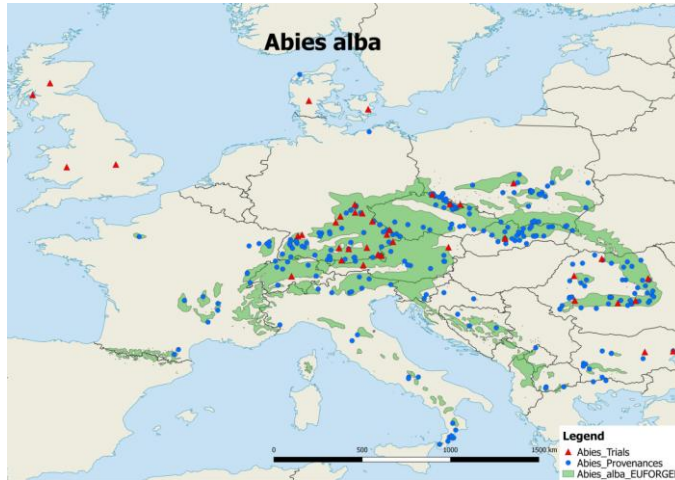 Abies alba
Legend
Abies_Trials
Abies_Provenances
Abies_alba_EUFORGEN
0 500 1000 1500 km